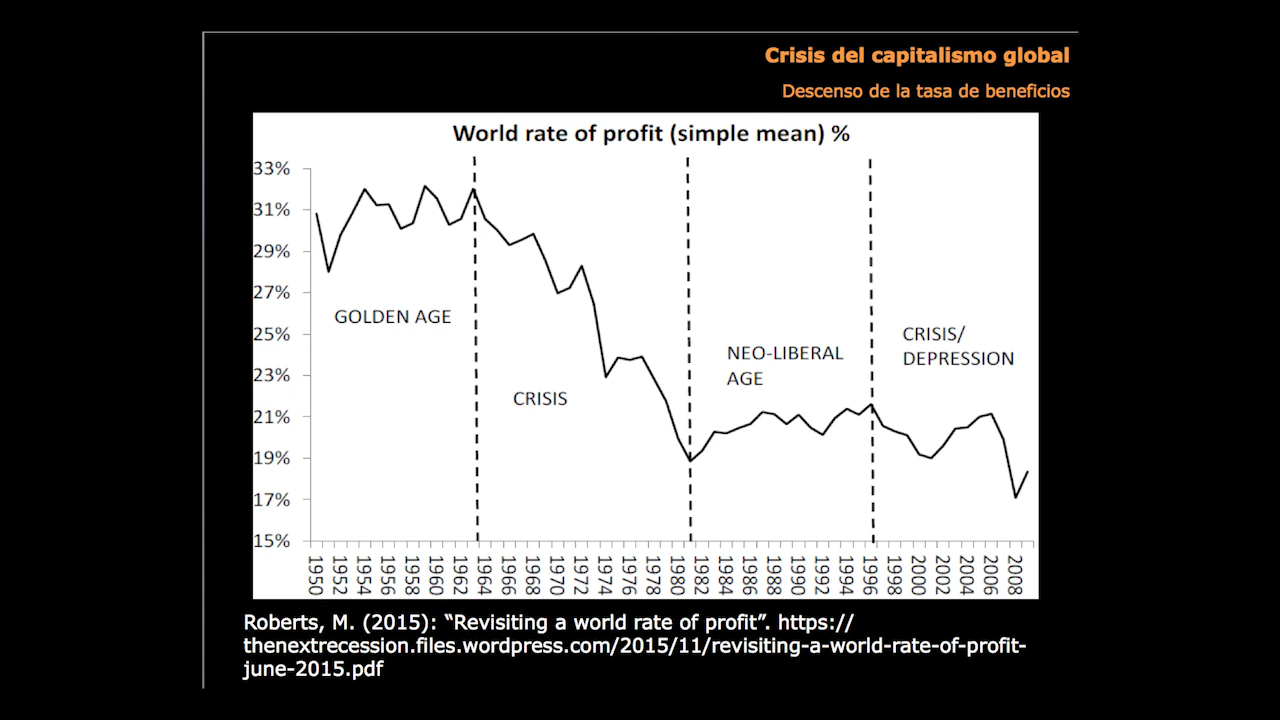 Crisis del capitalismo global
Descenso de la tasa de beneficios
World rate of profit (simple mean) %
33%
31%
29%
27%
25%
23%
21%
19%
17%
15%
GOLDEN AGE
CRISIS
NEO-LIBERAL
AGE
CRISIS/
DEPRESSION
1950 1952 1954 1956 1958 1960 1962 1964 1966 1968 1970 1972 1974 1976 1978 1980 1982 1984 1986 1988 1990 1992 1994 1996 1998 2000 2002 2004 2006 2008
Roberts, M. (2015): “Revisiting a world rate of profit”. https://
thenextrecession.files.wordpress.com/2015/11/revisiting-a-world-rate-of-profit-
june-2015.pdf